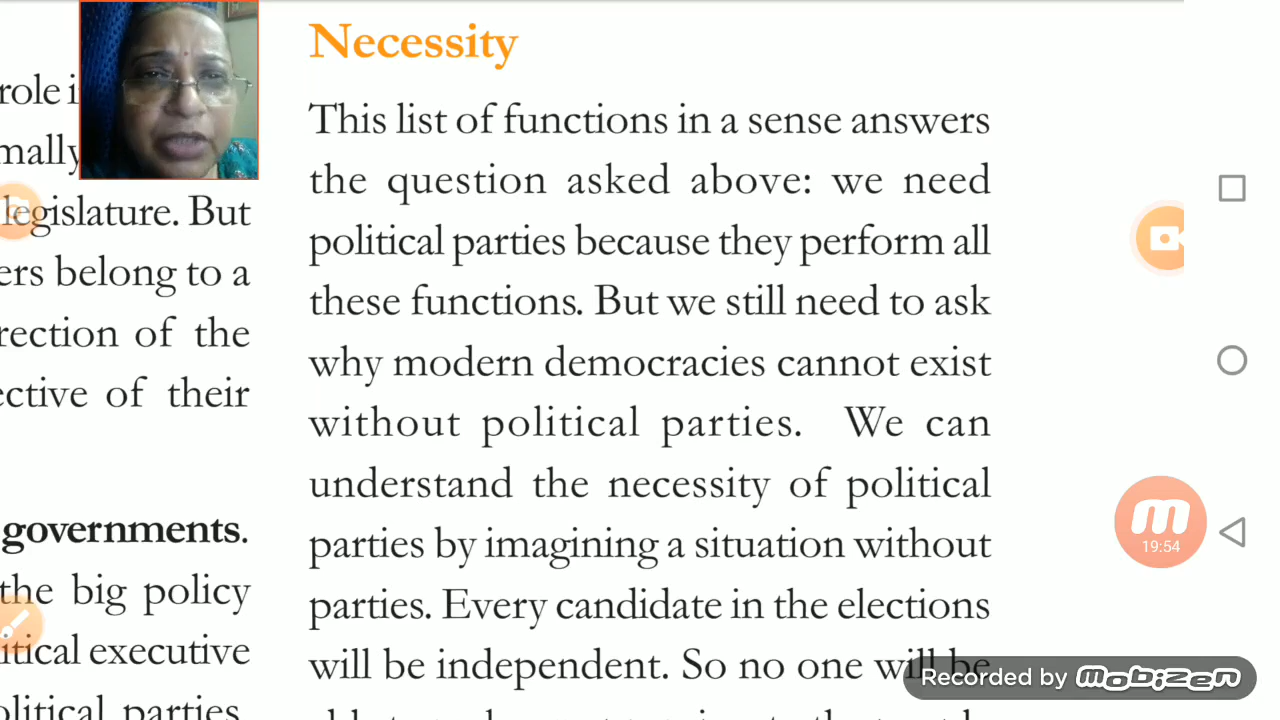 role
mally
legislature. But
ers belong to a
rection of the
ective of their
governments.
the big policy
itical executive
olitical parties.
Necessity
This list of functions in a sense answers
the question asked above: we need
political parties because they perform all
these functions. But we still need to ask
why modern democracies cannot exist
without political parties. We can
understand the necessity of political
parties by imagining a situation without
parties. Every candidate in the elections
will be independent. So no one will be
19:54
Recorded by mobizen